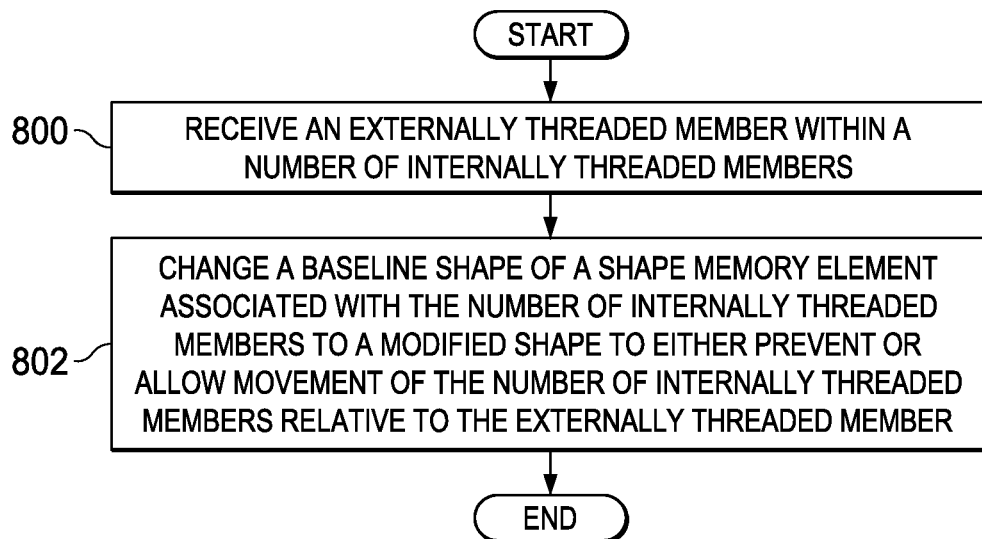 START
800
RECEIVE AN EXTERNALLY THREADED MEMBER WITHIN A
NUMBER OF INTERNALLY THREADED MEMBERS
CHANGE A BASELINE SHAPE OF A SHAPE MEMORY ELEMENT
ASSOCIATED WITH THE NUMBER OF INTERNALLY THREADED
MEMBERS TO A MODIFIED SHAPE TO EITHER PREVENT OR
802
ALLOW MOVEMENT OF THE NUMBER OF INTERNALLY THREADED
MEMBERS RELATIVE TO THE EXTERNALLY THREADED MEMBER
END